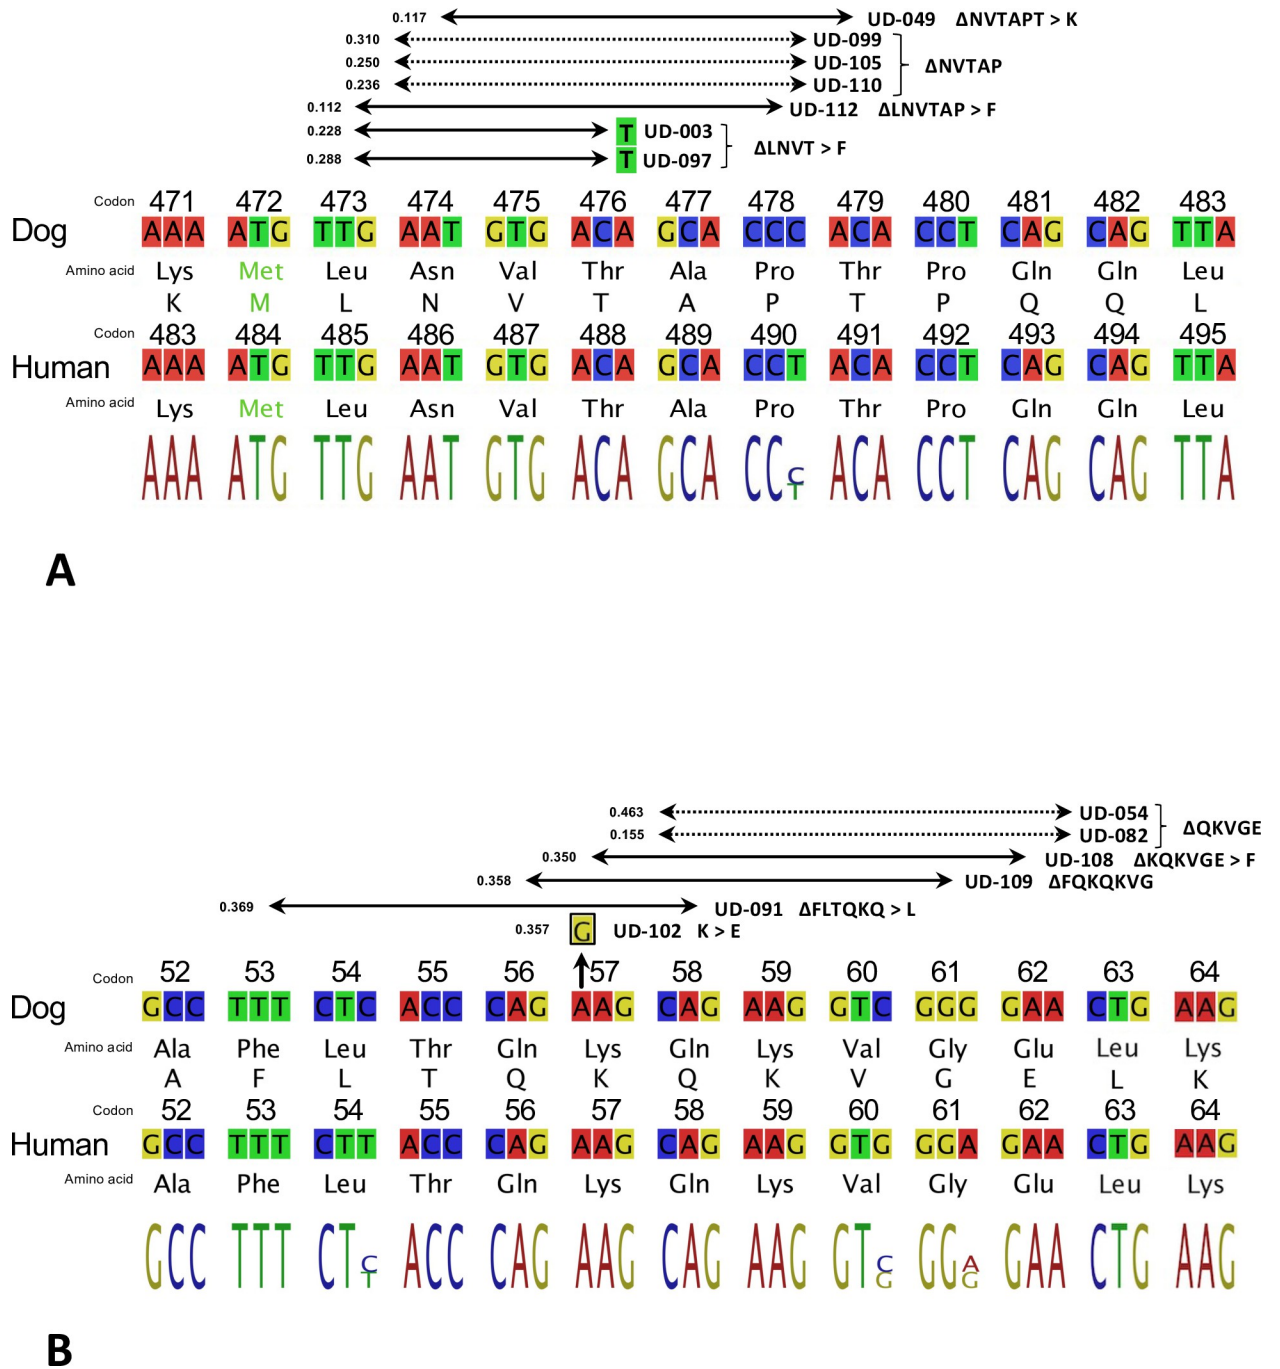 0.117 UD-049 ΔNVTAPT > K
0.310 UD-099
0.250 UD-105 ΔNVTAP
0.236 UD-110
0.112 UD-112 ΔLNVTAP > F
0.228 T UD-003
ΔLNVT > F
0.288 T UD-097
Codon 471 472 473 474 475 476 477 478 479 480 481 482 483
Dog AAA ATG TTG AAT GTG ACA GCA CCC ACA CCT CAG CAG TTA
Amino acid Lys Met Leu Asn Val Thr Ala Pro Thr Pro Gln Gln Leu
K M L N V T A P T P Q Q L
Codon 483 484 485 486 487 488 489 490 491 492 493 494 495
Human AAA ATG TTG AAT GTG ACA GCA CCT ACA CCT CAG CAG TTA
Amino acid Lys Met Leu Asn Val Thr Ala Pro Thr Pro Gln Gln Leu
AAA ATG TTG AAT GTG ACA GCA CCC ACA CCT CAG CAG TTA
T
A
0.463 UD-054
ΔQKVGE
0.155 UD-082
0.350 UD-108 ΔKQKVGE > F
0.358 UD-109 ΔFQKQKVG
0.369 UD-091 ΔFLTQKQ > L
0.357 G UD-102 K > E
Codon 52 53 54 55 56 57 58 59 60 61 62 63 64
Dog GCC TTT CTC ACC CAG AAG CAG AAG GTC GGG GAA CTG AAG
Amino acid Ala Phe Leu Thr Gln Lys Gln Lys Val Gly Glu Leu Lys
A F L T Q K Q K V G E L K
Codon 52 53 54 55 56 57 58 59 60 61 62 63 64
Human GCC TTT CTT ACC CAG AAG CAG AAG GTG GGA GAA CTG AAG
Amino acid Ala Phe Leu Thr Gln Lys Gln Lys Val Gly Glu Leu Lys
GCC TTT CTC ACC CAG AAG CAG AAG GTC GGA GAA CTG AAG
T G G
B